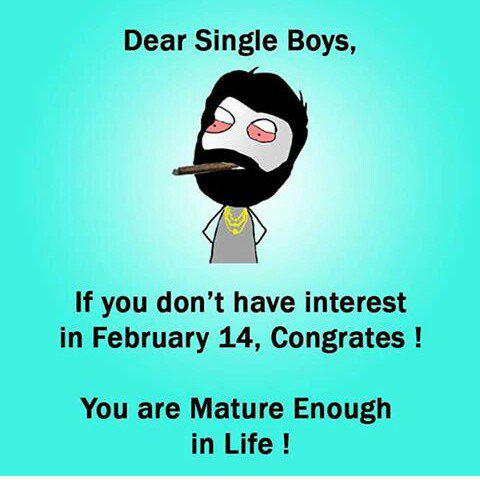 Dear Single Boys,
If you don't have interest
in February 14, Congrates !
You are Mature Enough
in Life !